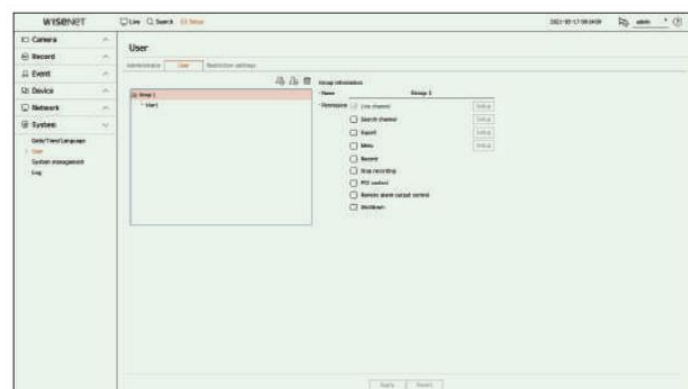 WISENET
Live Search Setup
admin
Camera
Record
Event
Device
Network
System
Date/Time/Language
User
System management
Log
User
Administrator User Restriction settings
Group information
Group 1
Name Group 1
Permission Live channel Setup
Search channel Setup
Export Setup
Menu Setup
Record
Stop recording
PTZ control
Remote alarm output control
Shutdown
Apply Revert